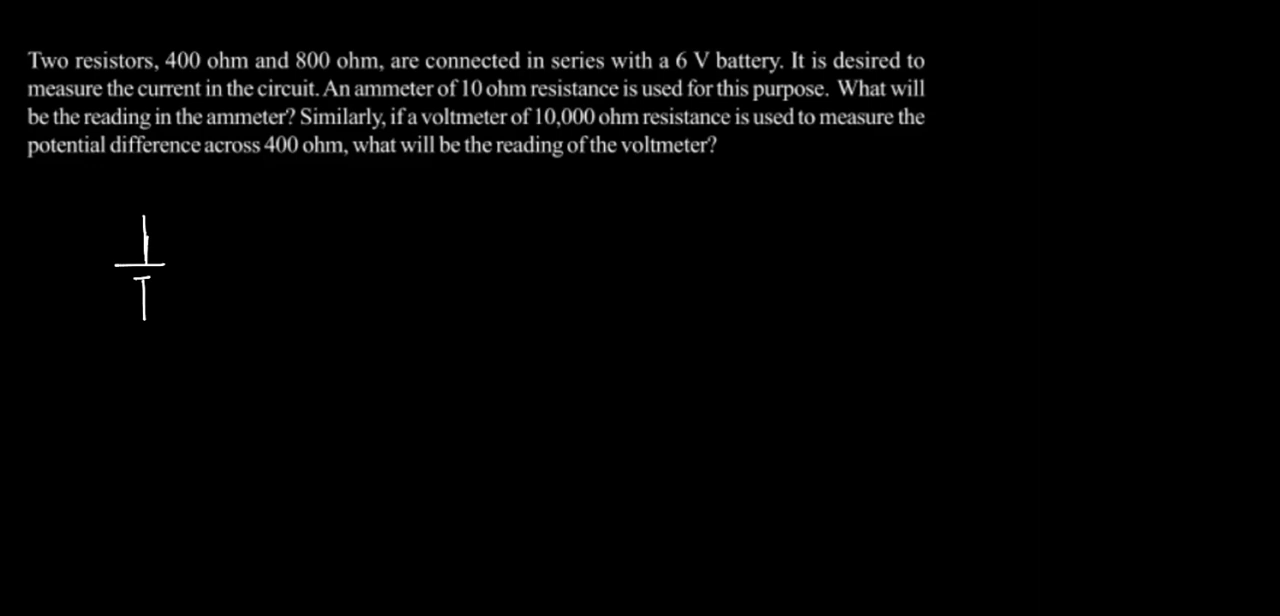 Two resistors, 400 ohm and 800 ohm, are connected in series with a 6 V battery. It is desired to
measure the current in the circuit. An ammeter of 10 ohm resistance is used for this purpose. What will
be the reading in the ammeter? Similarly, if a voltmeter of 10,000 ohm resistance is used to measure the
potential difference across 400 ohm, what will be the reading of the voltmeter?